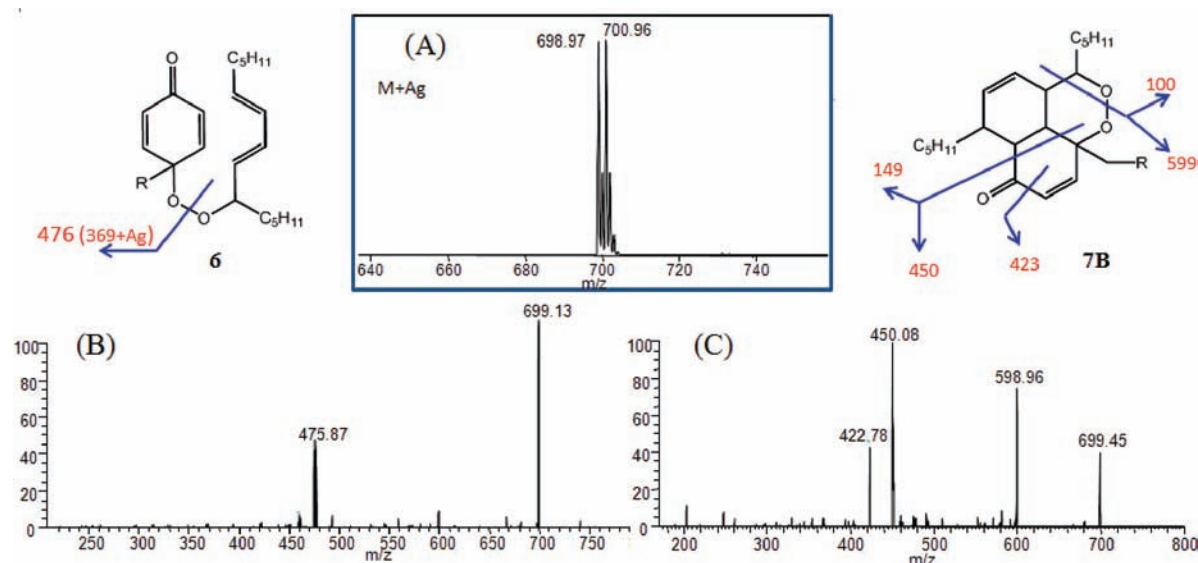 O
C5H11
R
O
O
C5H11
476 (369+Ag)
6
(A)
M+Ag
698.97
700.96
640 660 680 700 720 740
m/z
C5H11
100
O
O
C5H11
R
599
149
O
450
423
7B
(B)
699.13
475.87
100
80
60
40
20
0
250 300 350 400 450 500 550 600 650 700 750
m/z
(C)
450.08
598.96
422.78
699.45
100
80
60
40
20
0
200 300 400 500 600 700 800
m/z